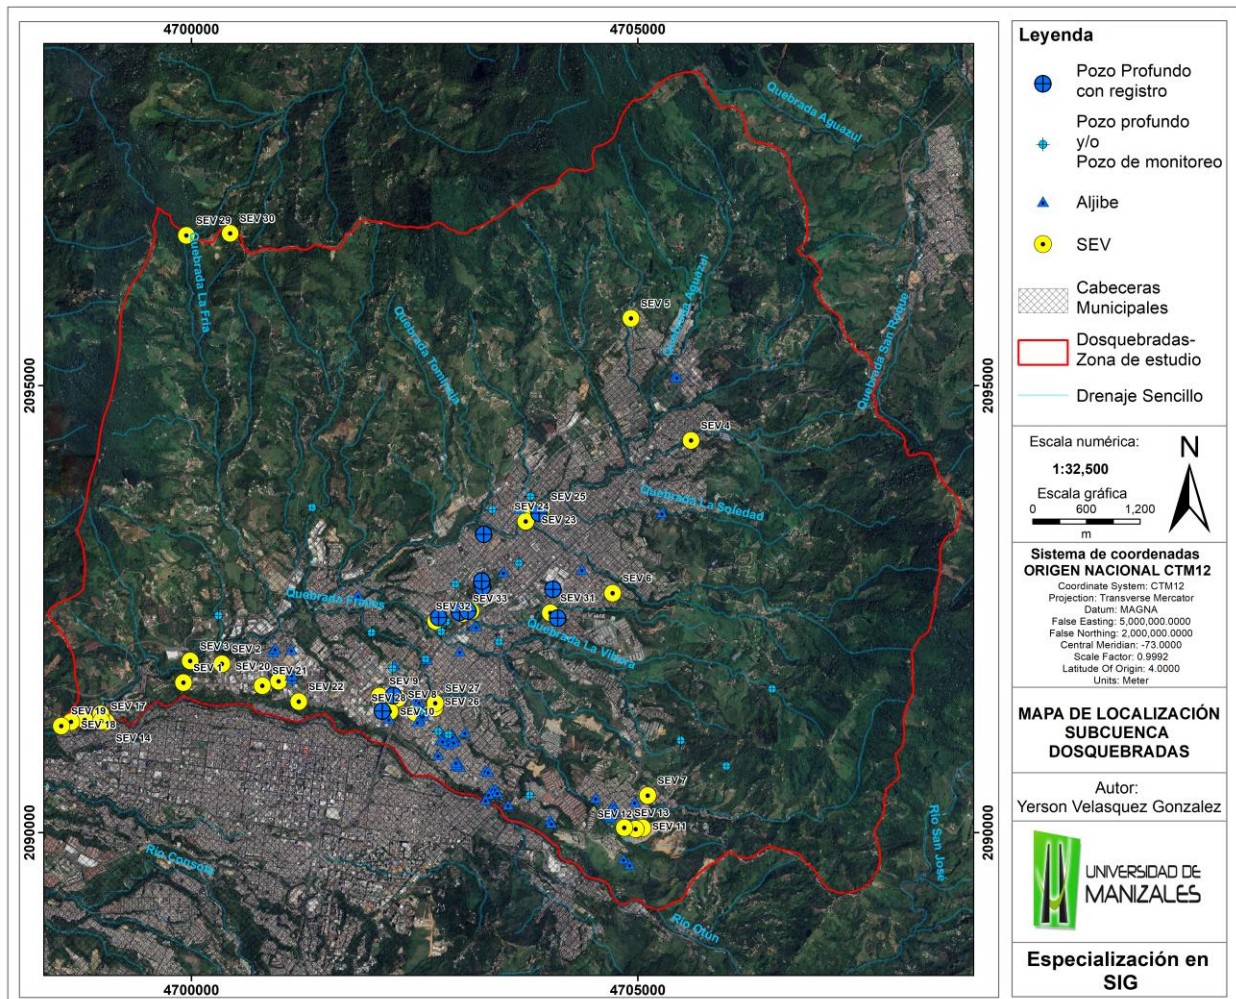 4700000
4705000
2095000
2090000
2095000
2090000
4700000
4705000
Quebrada Aguazul
SEV 29
SEV 30
Quebrada La Fría
Quebrada Tominejo
SEV 5
Quebrada Aguazul
Quebrada San Roque
SEV 4
SEV 25
SEV 24
SEV 23
Quebrada La Soledad
SEV 6
Quebrada Frailes
SEV 33
SEV 31
SEV 32
Quebrada La Víbora
SEV 3
SEV 2
SEV 1
SEV 20
SEV 21
SEV 22
SEV 9
SEV 8
SEV 27
SEV 28
SEV 26
SEV 10
SEV 19
SEV 17
SEV 18
SEV 14
SEV 7
SEV 12
SEV 13
SEV 11
Río Consota
Río Otún
Río San Jose
Leyenda
Pozo Profundo
con registro
Pozo profundo
y/o
Pozo de monitoreo
Aljibe
SEV
Cabeceras
Municipales
Dosquebradas-
Zona de estudio
Drenaje Sencillo
Escala numérica:
1:32,500
Escala gráfica
0 600 1,200
m
N
Sistema de coordenadas
ORIGEN NACIONAL CTM12
Coordinate System: CTM12
Projection: Transverse Mercator
Datum: MAGNA
False Easting: 5,000,000.0000
False Northing: 2,000,000.0000
Central Meridian: -73.0000
Scale Factor: 0.9992
Latitude Of Origin: 4.0000
Units: Meter
MAPA DE LOCALIZACIÓN
SUBCUENCA
DOSQUEBRADAS
Autor:
Yerson Velasquez Gonzalez
UNIVERSIDAD DE
MANIZALES
Especialización en
SIG